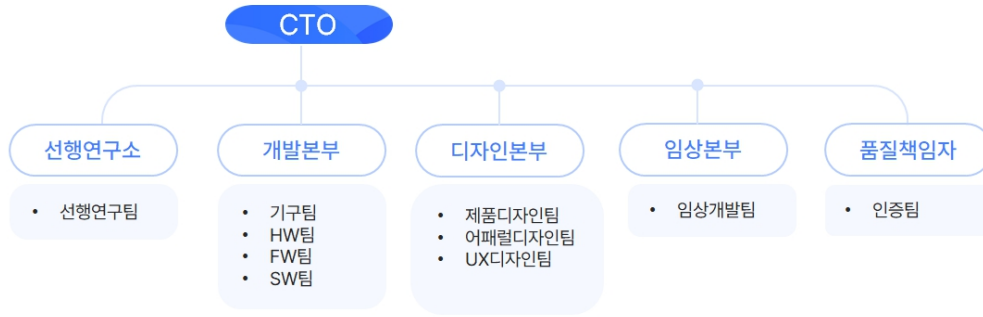 CTO
선행연구소
개발본부
디자인본부
임상본부
품질책임자
• 선행연구팀
• 기구팀
• HW팀
• FW팀
• SW팀
• 제품디자인팀
• 어패럴디자인팀
• UX디자인팀
• 임상개발팀
• 인증팀